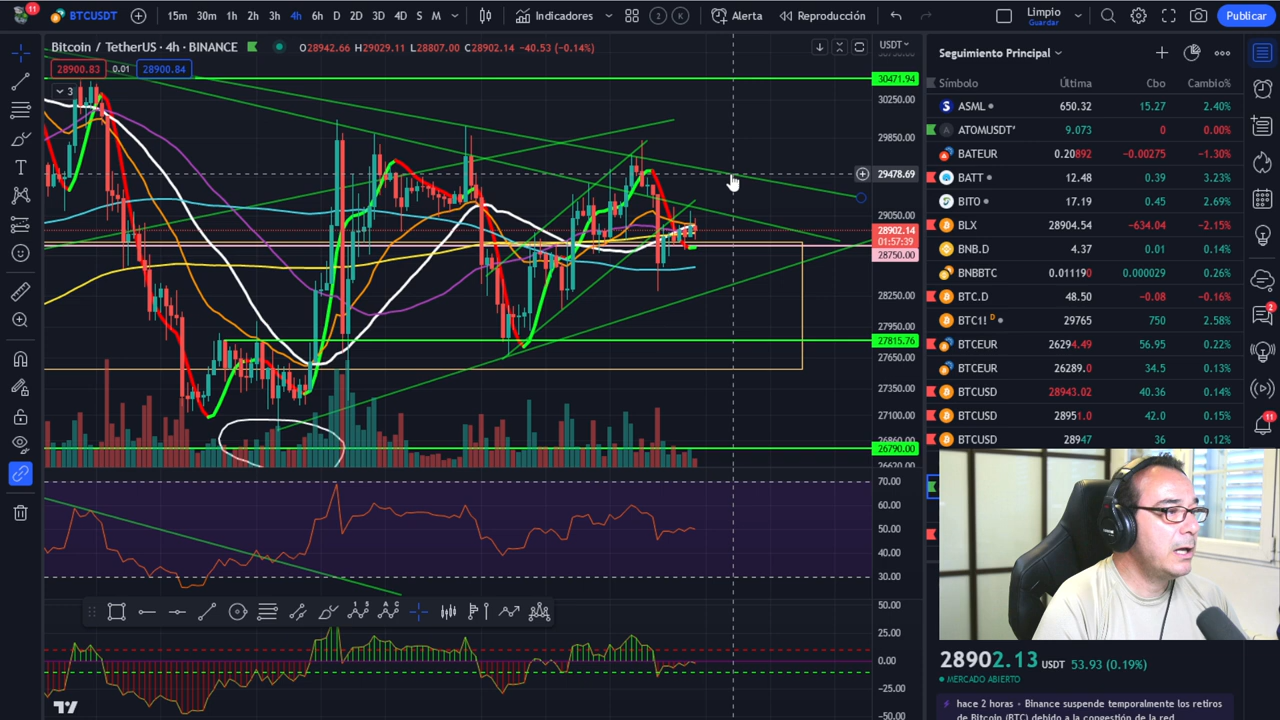 11
BTCUSDT
15m 30m 1h 2h 3h 4h 6h D 2D 3D 4D S M
Indicadores
2 K
Alerta
Reproducción
Limpio
Guardar
Publicar
Bitcoin / TetherUS · 4h · BINANCE
O28942.66 H29029.11 L28807.00 C28902.14 −40.53 (−0.14%)
USDT
28900.83 0.01 28900.84
3
30471.94
30250.00
29850.00
29478.69
29050.00
28902.14
01:57:39
28750.00
28250.00
27950.00
27815.76
27650.00
27350.00
27100.00
26790.00
70.00
60.00
50.00
40.00
30.00
50.00
25.00
0.00
−25.00
−50.00
Seguimiento Principal
Símbolo Última Cbo Cambio%
ASML 650.32 15.27 2.40%
ATOMUSDT 9.073 0 0.00%
BATEUR 0.20892 −0.00275 −1.30%
BATT 12.48 0.39 3.23%
BITO 17.19 0.45 2.69%
BLX 28904.54 −634.04 −2.15%
BNB.D 4.37 0.01 0.14%
BNBBTC 0.011190 0.000029 0.26%
BTC.D 48.50 −0.08 −0.16%
BTC1! D 29765 750 2.58%
BTCEUR 26294.49 56.95 0.22%
BTCEUR 26289.0 34.5 0.13%
BTCUSD 28943.02 40.36 0.14%
BTCUSD 28951.0 42.0 0.15%
BTCUSD 28947 36 0.12%
2
11
28902.13 USDT 53.93 (0.19%)
MERCADO ABIERTO
hace 2 horas • Binance suspende temporalmente los retiros
de Bitcoin (BTC) debido a la congestión de la red